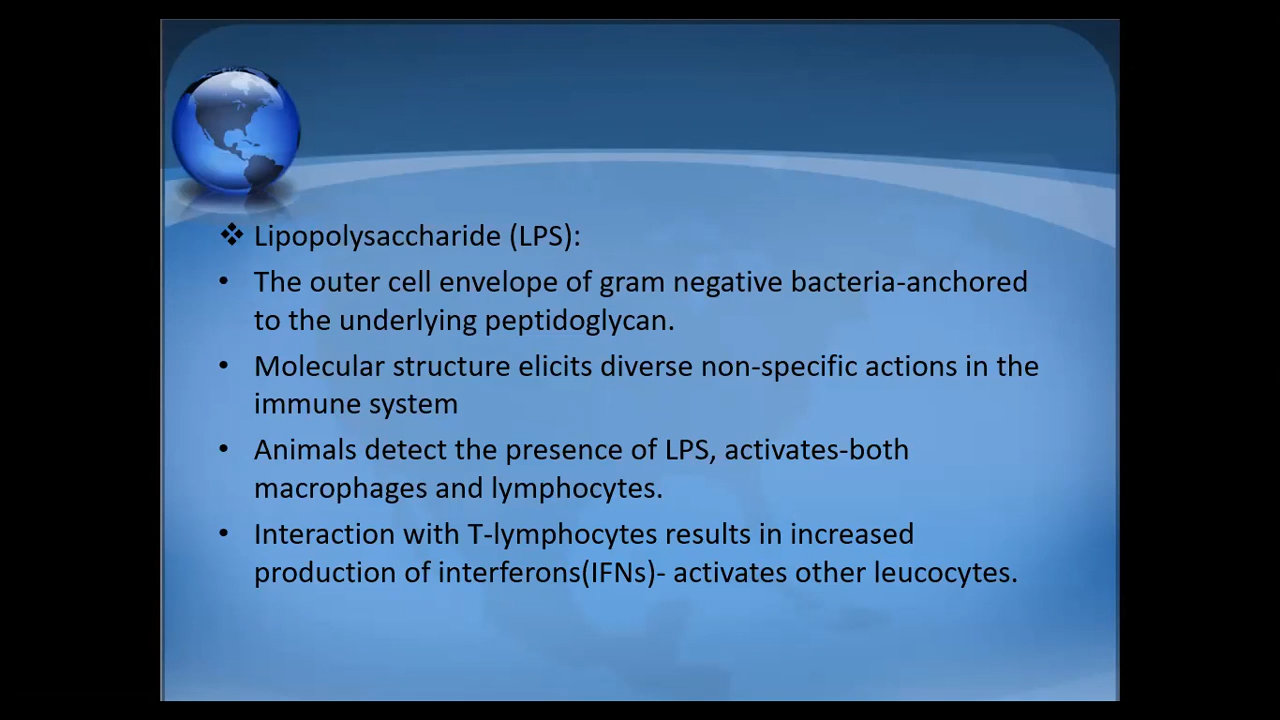 ❖ Lipopolysaccharide (LPS):
• The outer cell envelope of gram negative bacteria-anchored
to the underlying peptidoglycan.
• Molecular structure elicits diverse non-specific actions in the
immune system
• Animals detect the presence of LPS, activates-both
macrophages and lymphocytes.
• Interaction with T-lymphocytes results in increased
production of interferons(IFNs)- activates other leucocytes.